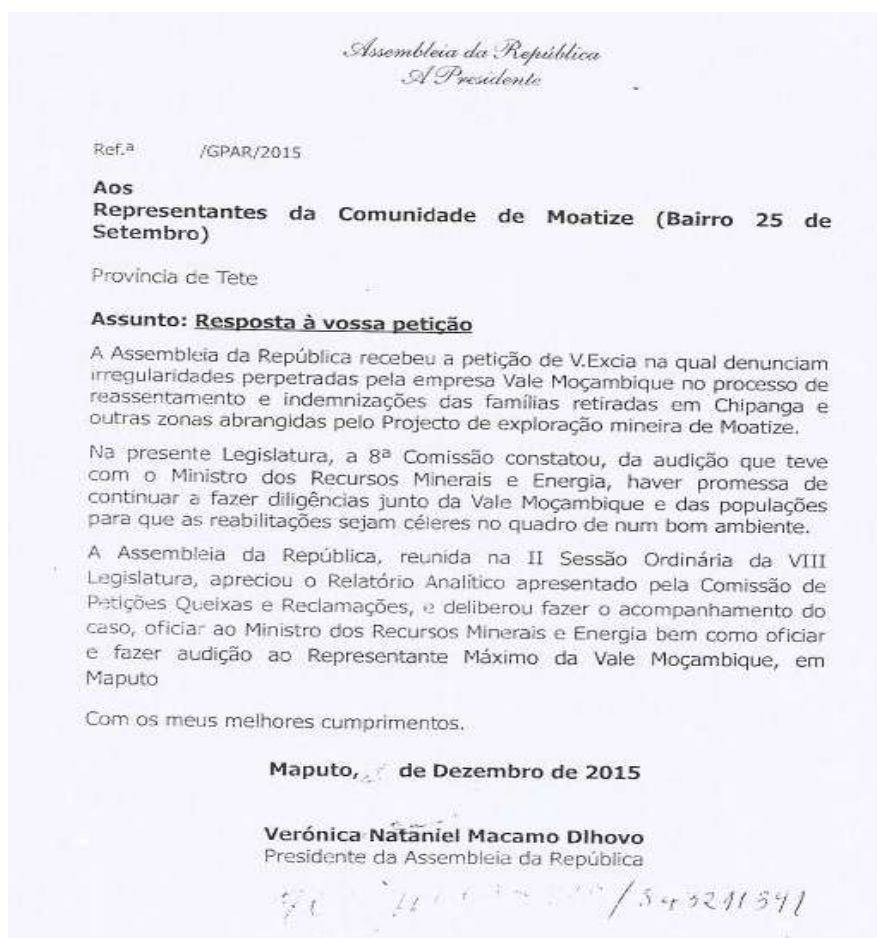 Assembleia da República
A Presidente
Ref.ª /GPAR/2015
Aos
Representantes da Comunidade de Moatize (Bairro 25 de
Setembro)
Província de Tete
Assunto: Resposta à vossa petição
A Assembleia da República recebeu a petição de V.Excia na qual denunciam
irregularidades perpetradas pela empresa Vale Moçambique no processo de
reassentamento e indemnizações das famílias retiradas em Chipanga e
outras zonas abrangidas pelo Projecto de exploração mineira de Moatize.
Na presente Legislatura, a 8ª Comissão constatou, da audição que teve
com o Ministro dos Recursos Minerais e Energia, haver promessa de
continuar a fazer diligências junto da Vale Moçambique e das populações
para que as reabilitações sejam céleres no quadro de num bom ambiente.
A Assembleia da República, reunida na II Sessão Ordinária da VIII
Legislatura, apreciou o Relatório Analítico apresentado pela Comissão de
Petições Queixas e Reclamações, e deliberou fazer o acompanhamento do
caso, oficiar ao Ministro dos Recursos Minerais e Energia bem como oficiar
e fazer audição ao Representante Máximo da Vale Moçambique, em
Maputo
Com os meus melhores cumprimentos.
Maputo, de Dezembro de 2015
Verónica Nataniel Macamo Dlhovo
Presidente da Assembleia da República